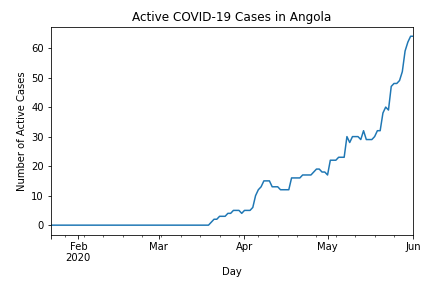 Active COVID-19 Cases in Angola
Number of Active Cases
60
50
40
30
20
10
0
Feb
2020
Mar
Apr
May
Jun
Day